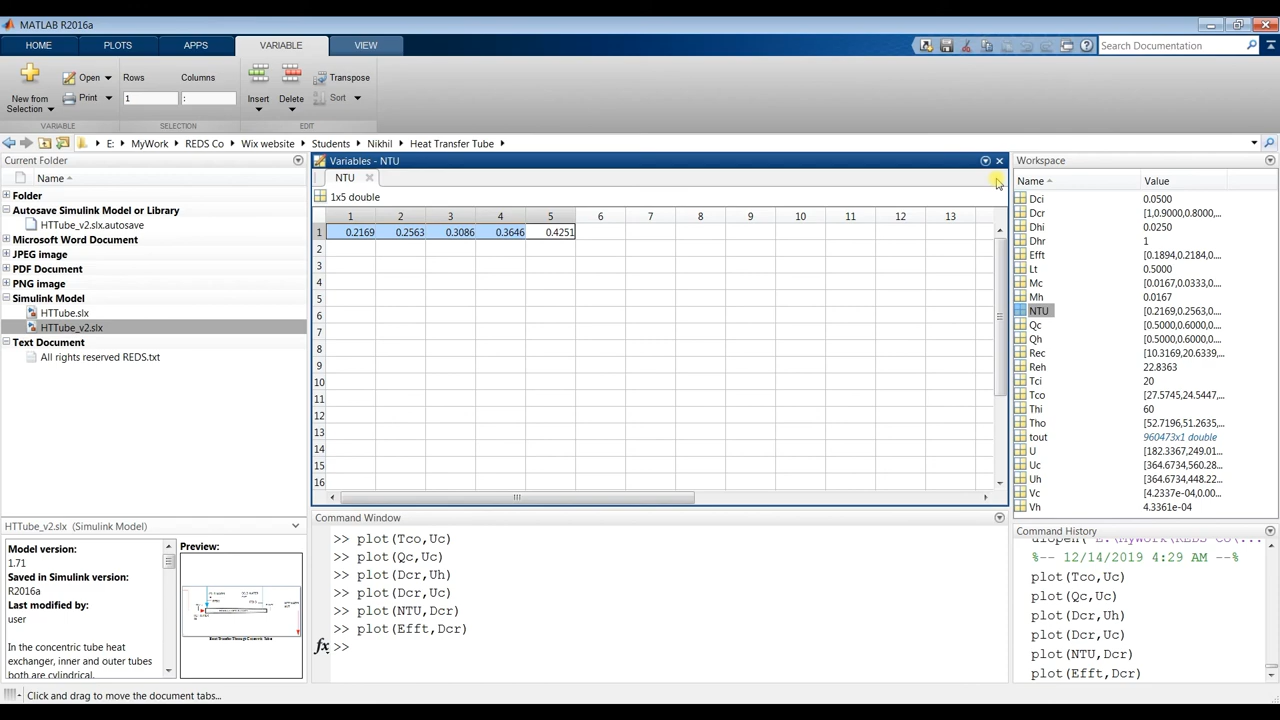 MATLAB R2016a
HOME PLOTS APPS VARIABLE VIEW
Search Documentation
New from Selection
Open
Print
Rows Columns
1 :
Insert Delete
Transpose
Sort
VARIABLE SELECTION EDIT
E: MyWork REDS Co Wix website Students Nikhil Heat Transfer Tube
Current Folder
Name
Folder
Autosave Simulink Model or Library
HTTube_v2.slx.autosave
Microsoft Word Document
JPEG image
PDF Document
PNG image
Simulink Model
HTTube.slx
HTTube_v2.slx
Text Document
All rights reserved REDS.txt
HTTube_v2.slx (Simulink Model)
Model version:
1.71
Saved in Simulink version:
R2016a
Last modified by:
user
In the concentric tube heat
exchanger, inner and outer tubes
both are cylindrical.
Preview:
Variables - NTU
NTU
1x5 double
1 2 3 4 5 6 7 8 9 10 11 12 13
1 0.2169 0.2563 0.3086 0.3646 0.4251
2
3
4
5
6
7
8
9
10
11
12
13
14
15
16
Command Window
>> plot(Tco,Uc)
>> plot(Qc,Uc)
>> plot(Dcr,Uh)
>> plot(Dcr,Uc)
>> plot(NTU,Dcr)
>> plot(Efft,Dcr)
fx >>
Workspace
Name Value
Dci 0.0500
Dcr [1,0.9000,0.8000,...
Dhi 0.0250
Dhr 1
Efft [0.1894,0.2184,0....
Lt 0.5000
Mc [0.0167,0.0333,0....
Mh 0.0167
NTU [0.2169,0.2563,0....
Qc [0.5000,0.6000,0....
Qh [0.5000,0.6000,0....
Rec [10.3169,20.6339,...
Reh 22.8363
Tci 20
Tco [27.5745,24.5447,...
Thi 60
Tho [52.7196,51.2635,...
tout 960473x1 double
U [182.3367,249.01...
Uc [364.6734,560.28...
Uh [364.6734,448.22...
Vc [4.2337e-04,0.00...
Vh 4.3361e-04
Command History
%-- 12/14/2019 4:29 AM --%
plot(Tco,Uc)
plot(Qc,Uc)
plot(Dcr,Uh)
plot(Dcr,Uc)
plot(NTU,Dcr)
plot(Efft,Dcr)
Click and drag to move the document tabs...